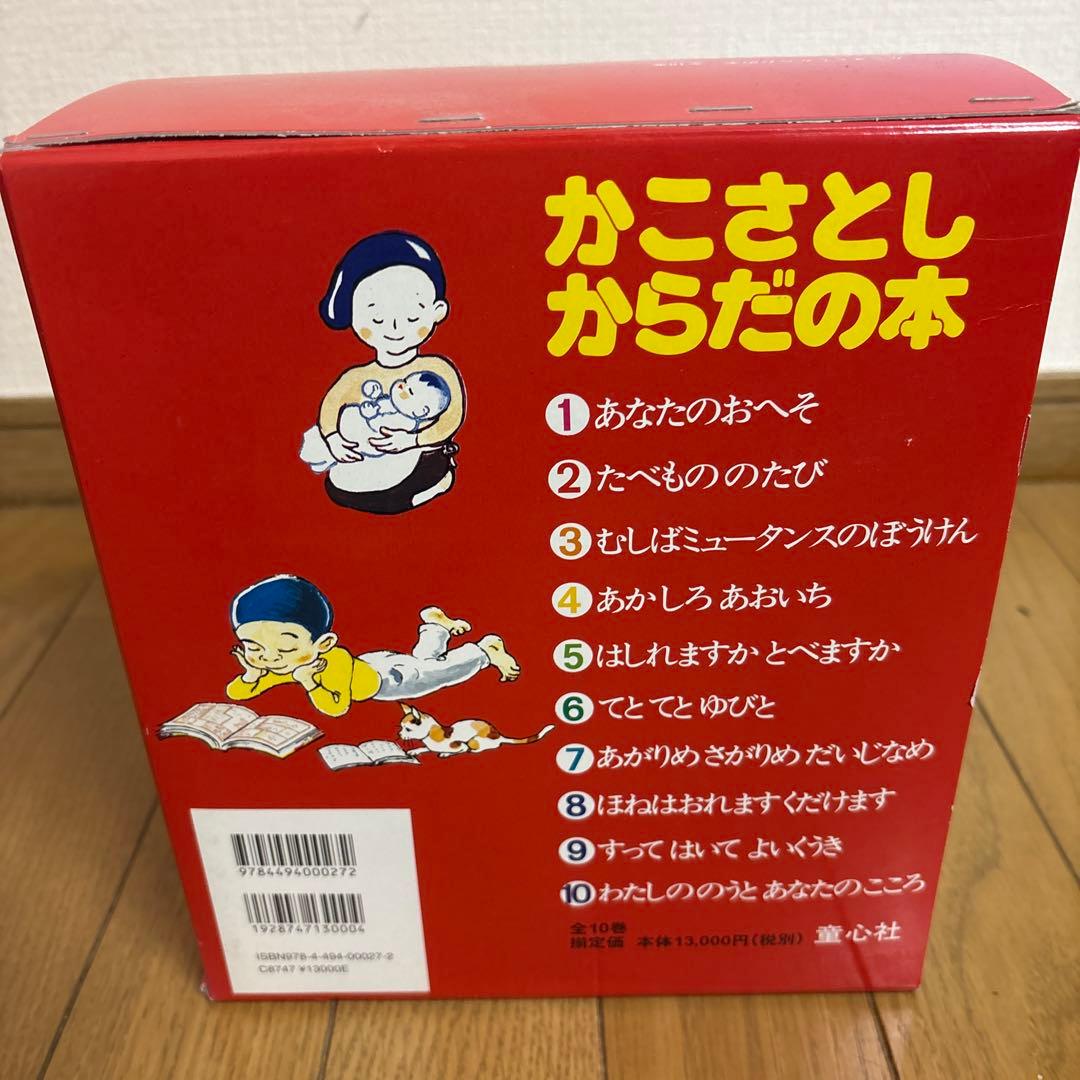 かこさとし
からだの本
1 あなたのおへそ
2 たべもの のたび
3 むしばミュータンスのぼうけん
4 あか しろ あおいち
5 はしれますか とべますか
6 てと てと ゆびと
7 あがりめ さがりめ だいじなめ
8 ほねはおれますくだけます
9 すって はいて よいくうき
10 わたしののうと あなたのこころ
全10巻
揃定価 本体13,000円(税別) 童心社
9784494000272
1928747130004
ISBN978-4-494-00027-2
C8747 ¥13000E